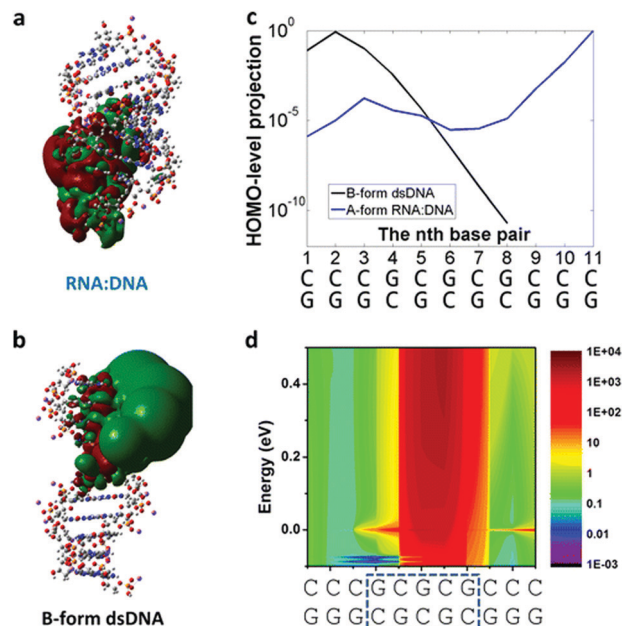 a
RNA:DNA
b
B-form dsDNA
c
HOMO-level projection
10^0
10^-5
10^-10
B-form dsDNA
A-form RNA:DNA
The nth base pair
1 2 3 4 5 6 7 8 9 10 11
C C C G C G C G C C C
G G G C G C G C G G G
d
Energy (eV)
0.4
0.2
0.0
1E+04
1E+03
1E+02
10
1
0.1
0.01
1E-03
C C C G C G C G C C C
G G G C G C G C G G G